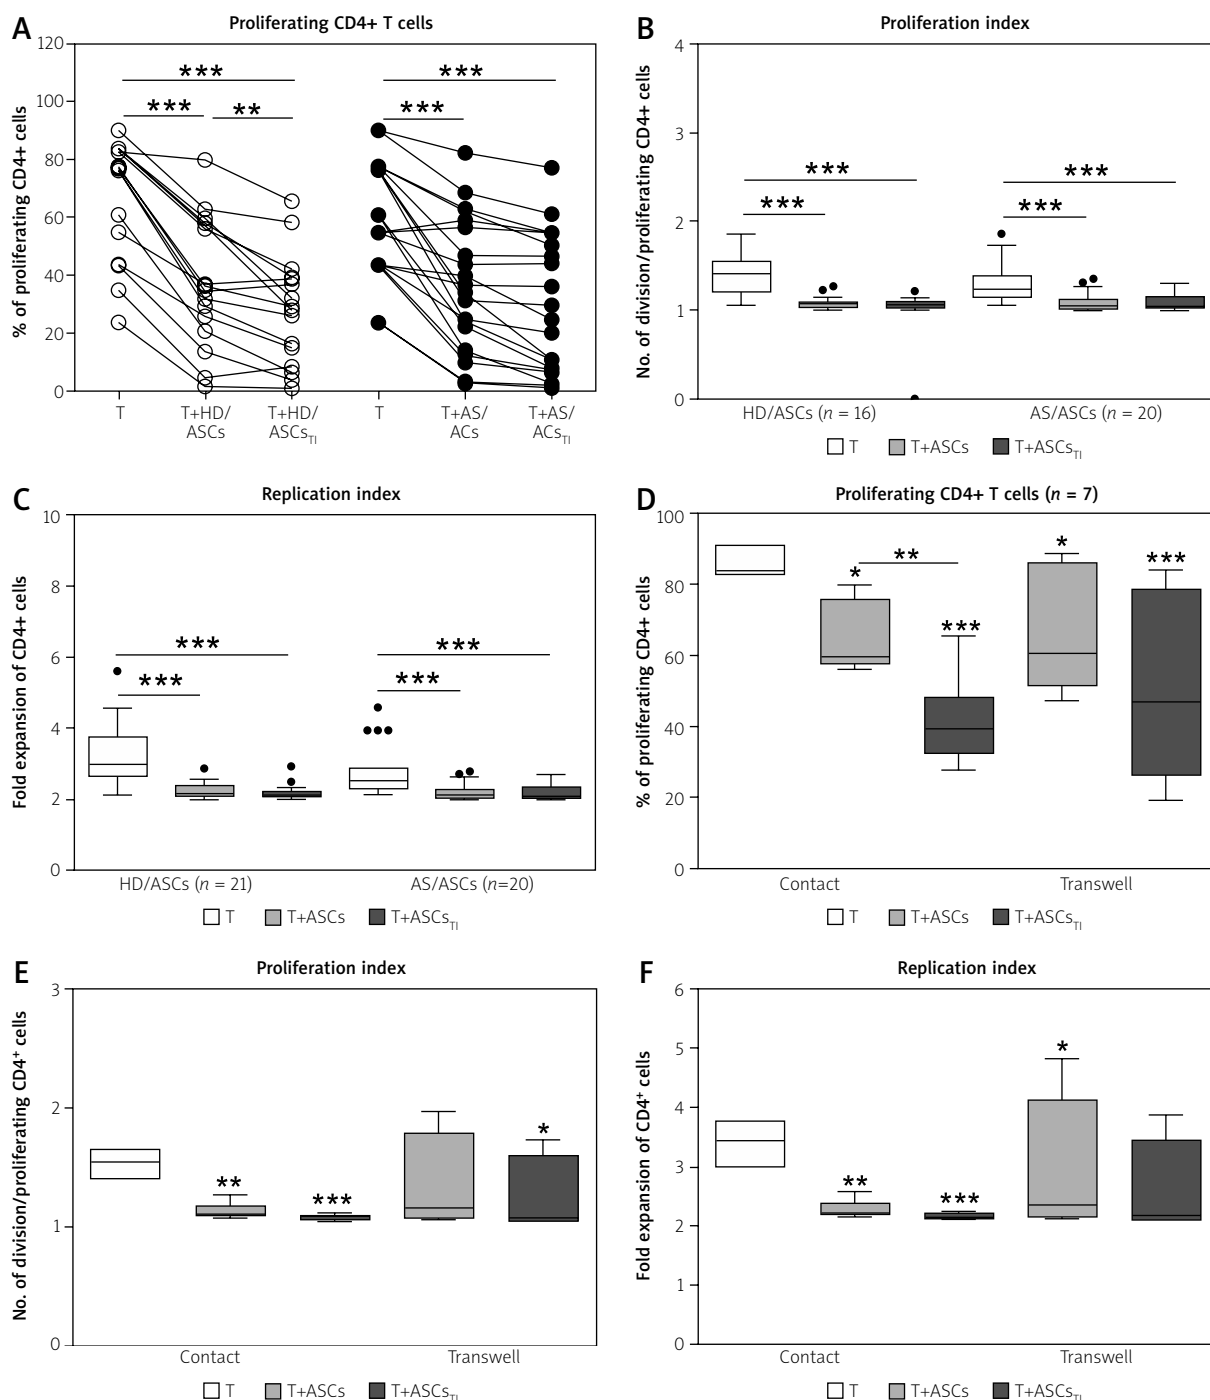 A
Proliferating CD4+ T cells
% of proliferating CD4+ cells
120
100
80
60
40
20
0
***
***
***
**
***
***
T
T+HD/
ASCs
T+HD/
ASCsTI
T
T+AS/
ACs
T+AS/
ACsTI
B
Proliferation index
No. of division/proliferating CD4+ cells
4
3
2
1
0
***
***
***
***
HD/ASCs (n = 16)
AS/ASCs (n = 20)
T
T+ASCs
T+ASCsTI
C
Replication index
Fold expansion of CD4+ cells
10
8
6
4
2
0
***
***
***
***
HD/ASCs (n = 21)
AS/ASCs (n=20)
T
T+ASCs
T+ASCsTI
D
Proliferating CD4+ T cells (n = 7)
% of proliferating CD4+ cells
100
80
60
40
20
0
*
**
***
*
***
Contact
Transwell
T
T+ASCs
T+ASCsTI
E
Proliferation index
No. of division/proliferating CD4⁺ cells
3
2
1
0
**
***
*
Contact
Transwell
T
T+ASCs
T+ASCsTI
F
Replication index
Fold expansion of CD4⁺ cells
6
5
4
3
2
1
0
**
***
*
Contact
Transwell
T
T+ASCs
T+ASCsTI